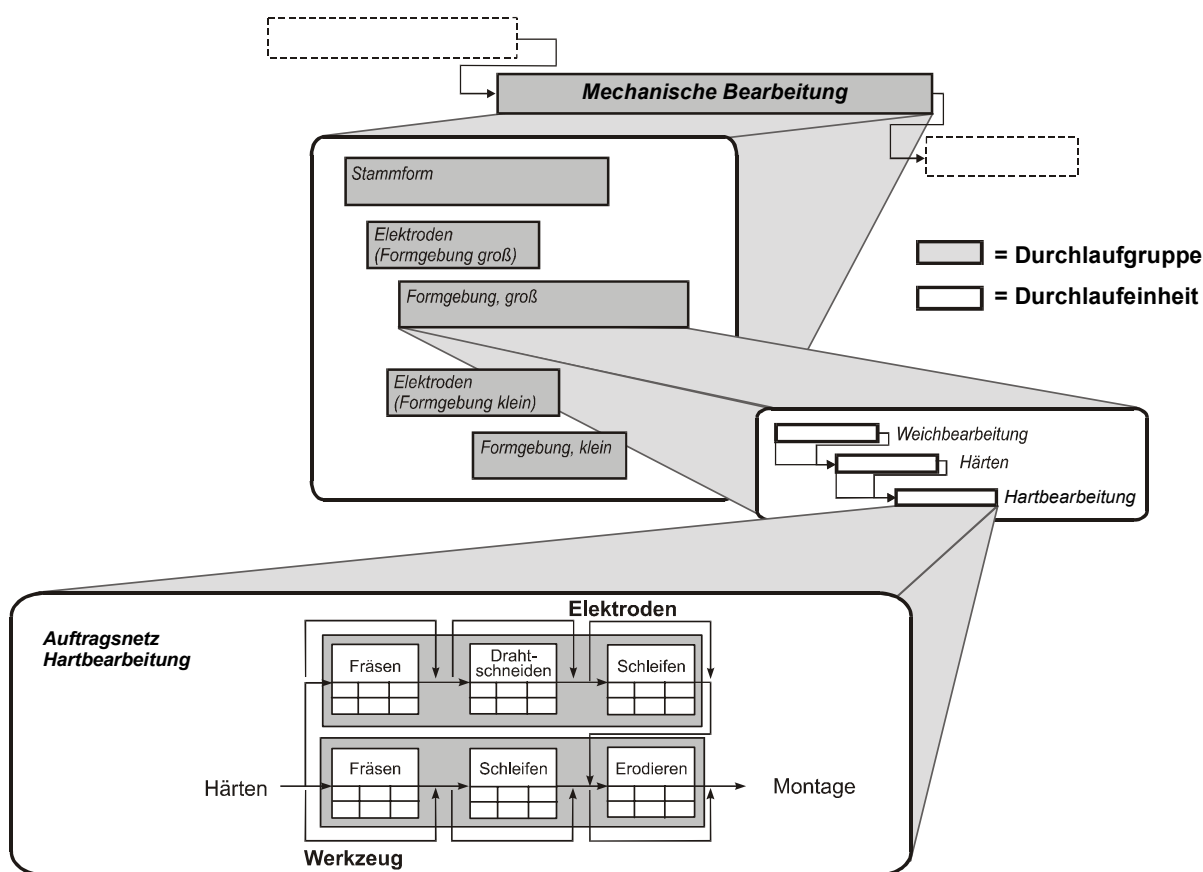 Mechanische Bearbeitung
Stammform
Elektroden
(Formgebung groß)
Formgebung, groß
Elektroden
(Formgebung klein)
Formgebung, klein
= Durchlaufgruppe
= Durchlaufeinheit
Weichbearbeitung
Härten
Hartbearbeitung
Auftragsnetz
Hartbearbeitung
Elektroden
Fräsen
Draht-
schneiden
Schleifen
Härten
Fräsen
Schleifen
Erodieren
Montage
Werkzeug